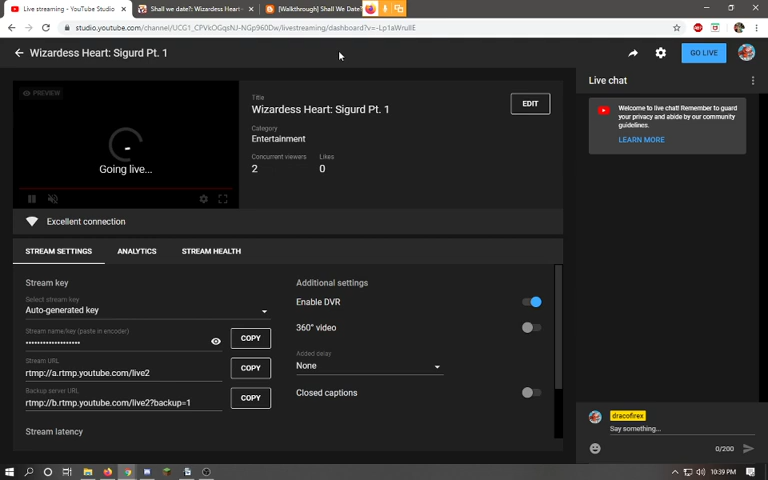 Live streaming - YouTube Studio
Shall we date?: Wizardess Heart -
[Walkthrough] Shall We Date?
studio.youtube.com/channel/UCG1_CPVkOGqsNJ-NGp960Dw/livestreaming/dashboard?v=-Lp1aWruIIE
Wizardess Heart: Sigurd Pt. 1
GO LIVE
PREVIEW
Going live...
Title
Wizardess Heart: Sigurd Pt. 1
EDIT
Category
Entertainment
Concurrent viewers
Likes
2
0
Excellent connection
STREAM SETTINGS
ANALYTICS
STREAM HEALTH
Stream key
Select stream key
Auto-generated key
Stream name/key (paste in encoder)
••••••••••••••••••••
COPY
Stream URL
rtmp://a.rtmp.youtube.com/live2
COPY
Backup server URL
rtmp://b.rtmp.youtube.com/live2?backup=1
COPY
Stream latency
Additional settings
Enable DVR
360° video
Added delay
None
Closed captions
Live chat
Welcome to live chat! Remember to guard
your privacy and abide by our community
guidelines.
LEARN MORE
dracofirex
Say something...
0/200
10:39 PM